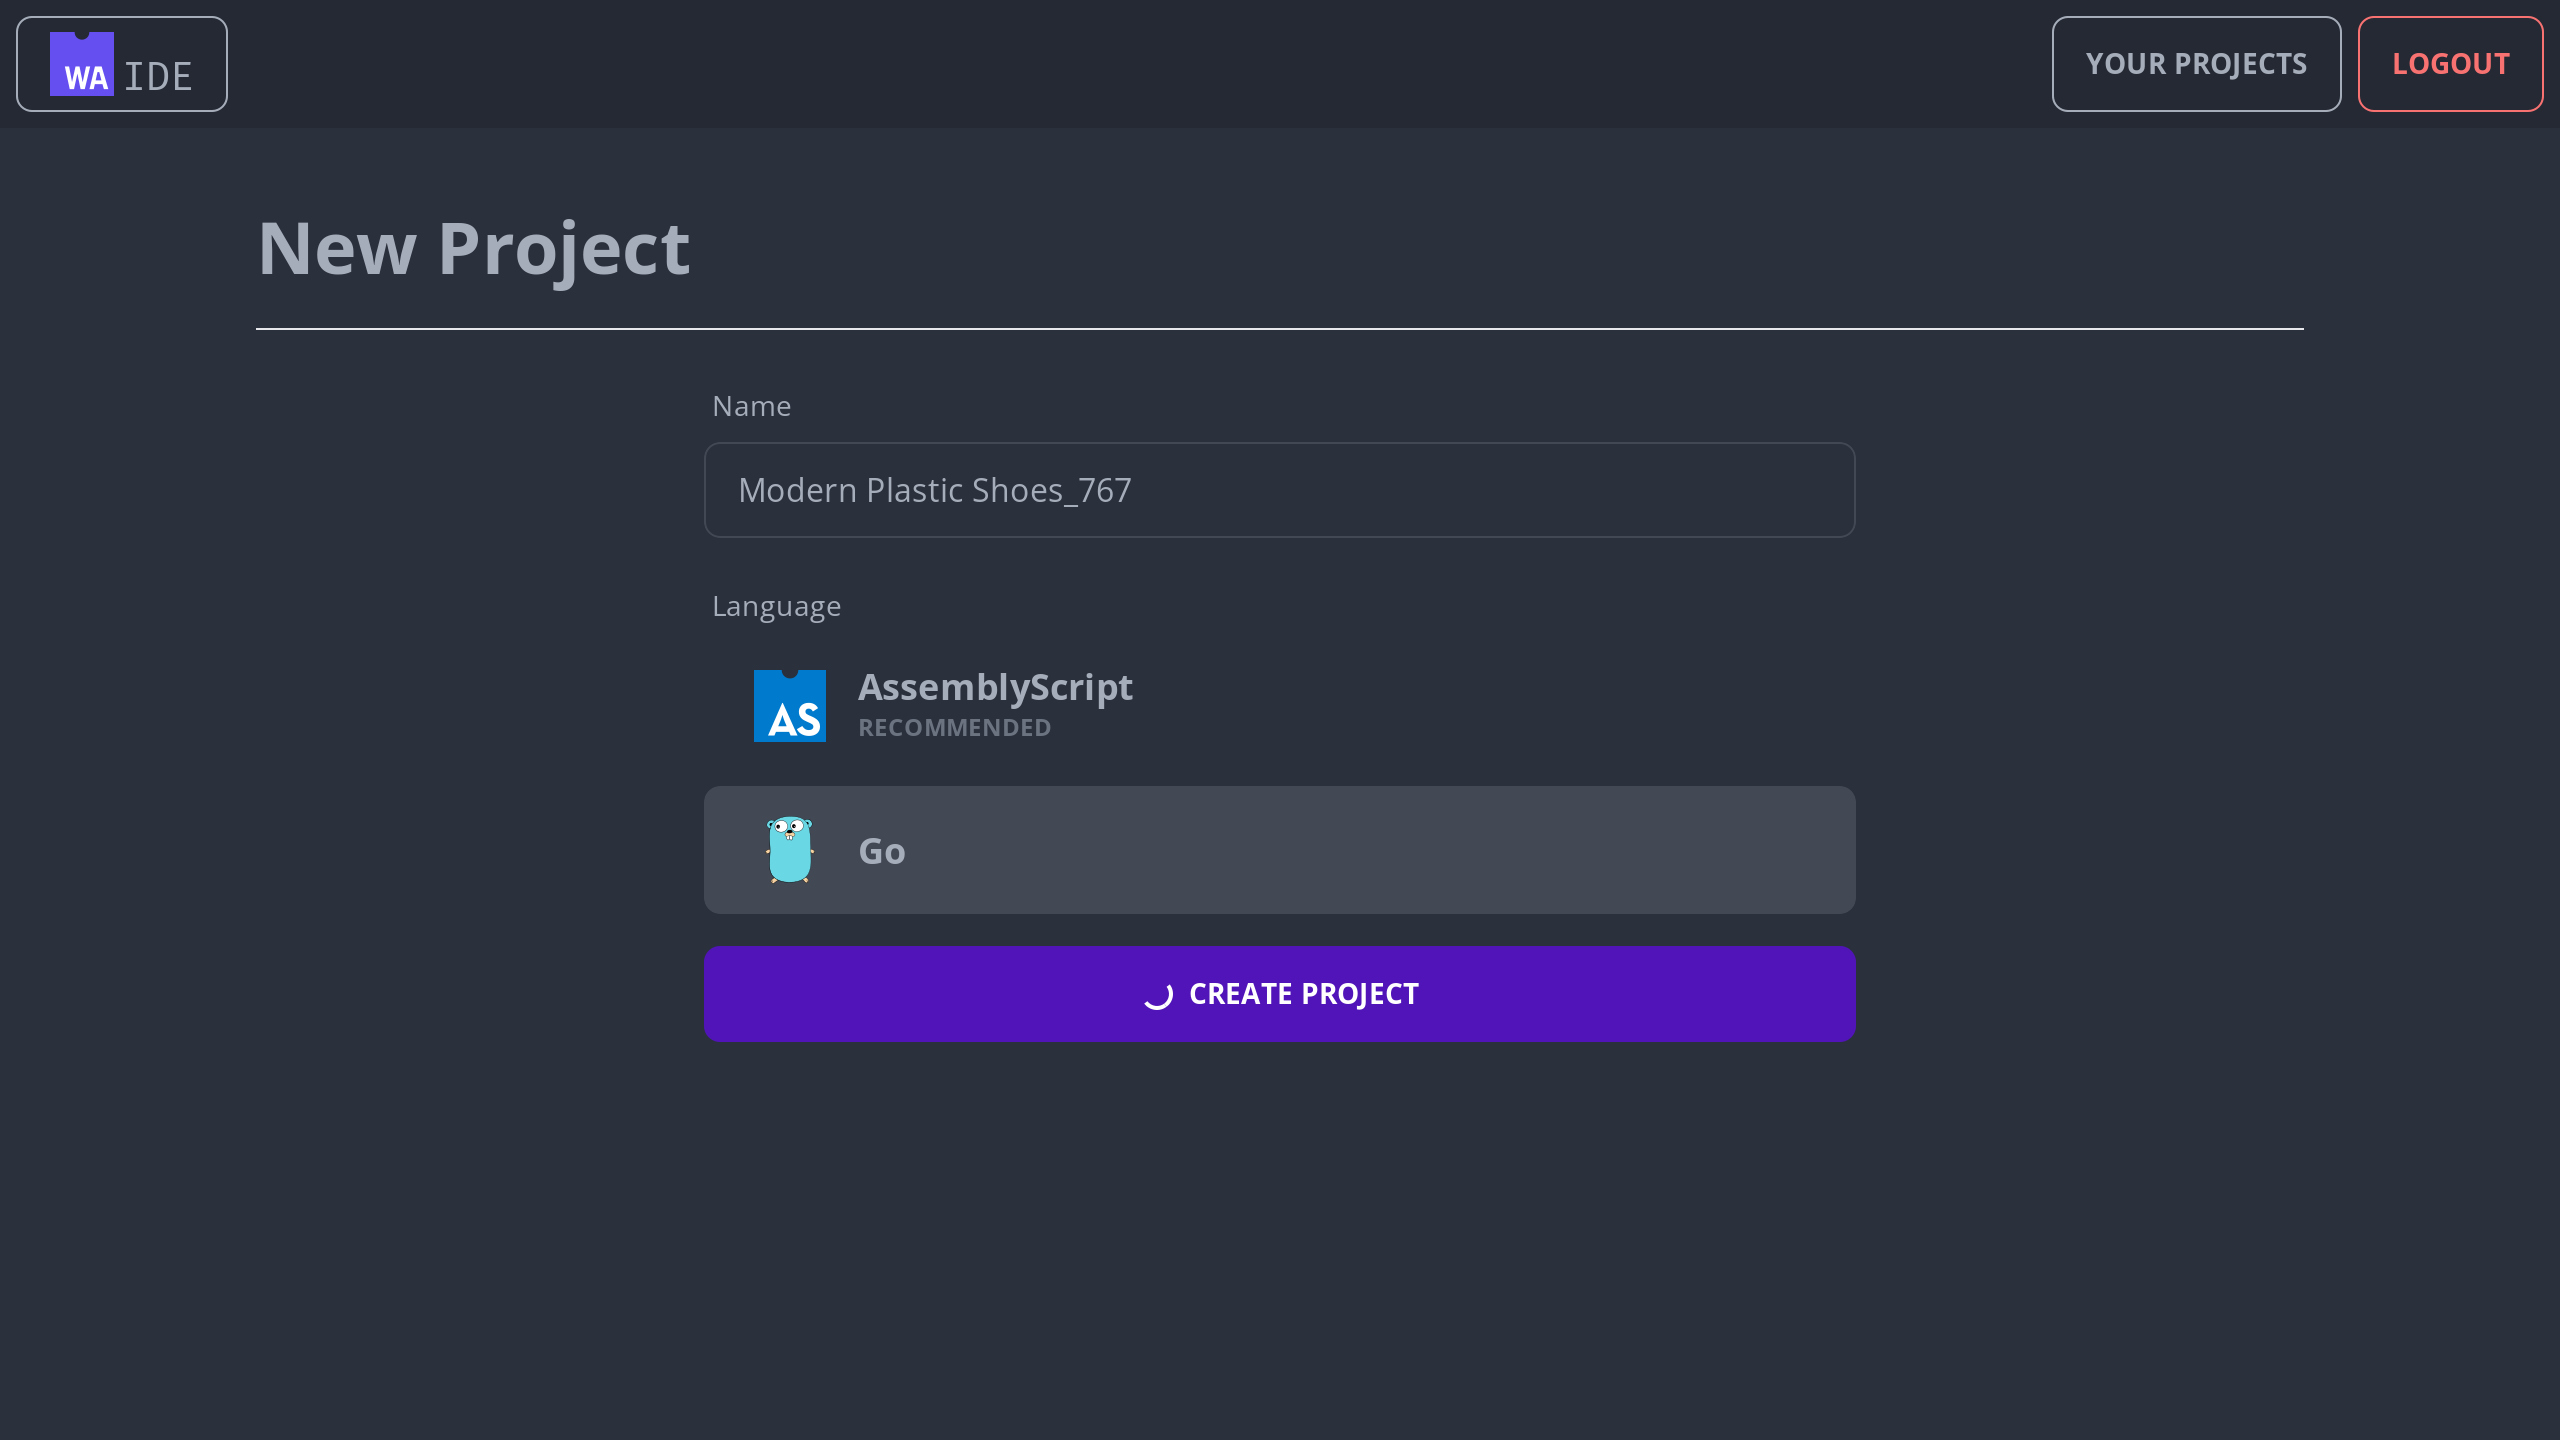 WA IDE
YOUR PROJECTS
LOGOUT
New Project
Name
Modern Plastic Shoes_767
Language
AS
AssemblyScript
RECOMMENDED
Go
CREATE PROJECT